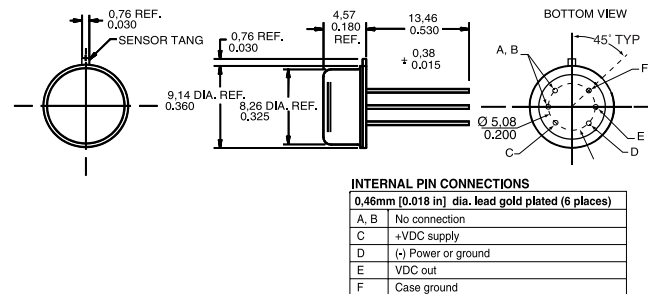 0,76 REF.
0.030
SENSOR TANG
0,76 REF.
0.030
9,14 DIA. REF.
0.360
8,26 DIA. REF.
0.325
4,57
0.180
REF.
13,46
0.530
± 0,38
0.015
BOTTOM VIEW
45° TYP
A, B
F
Ø 5,08
0.200
E
C
D
INTERNAL PIN CONNECTIONS
0,46mm [0.018 in] dia. lead gold plated (6 places)
A, B No connection
C +VDC supply
D (-) Power or ground
E VDC out
F Case ground